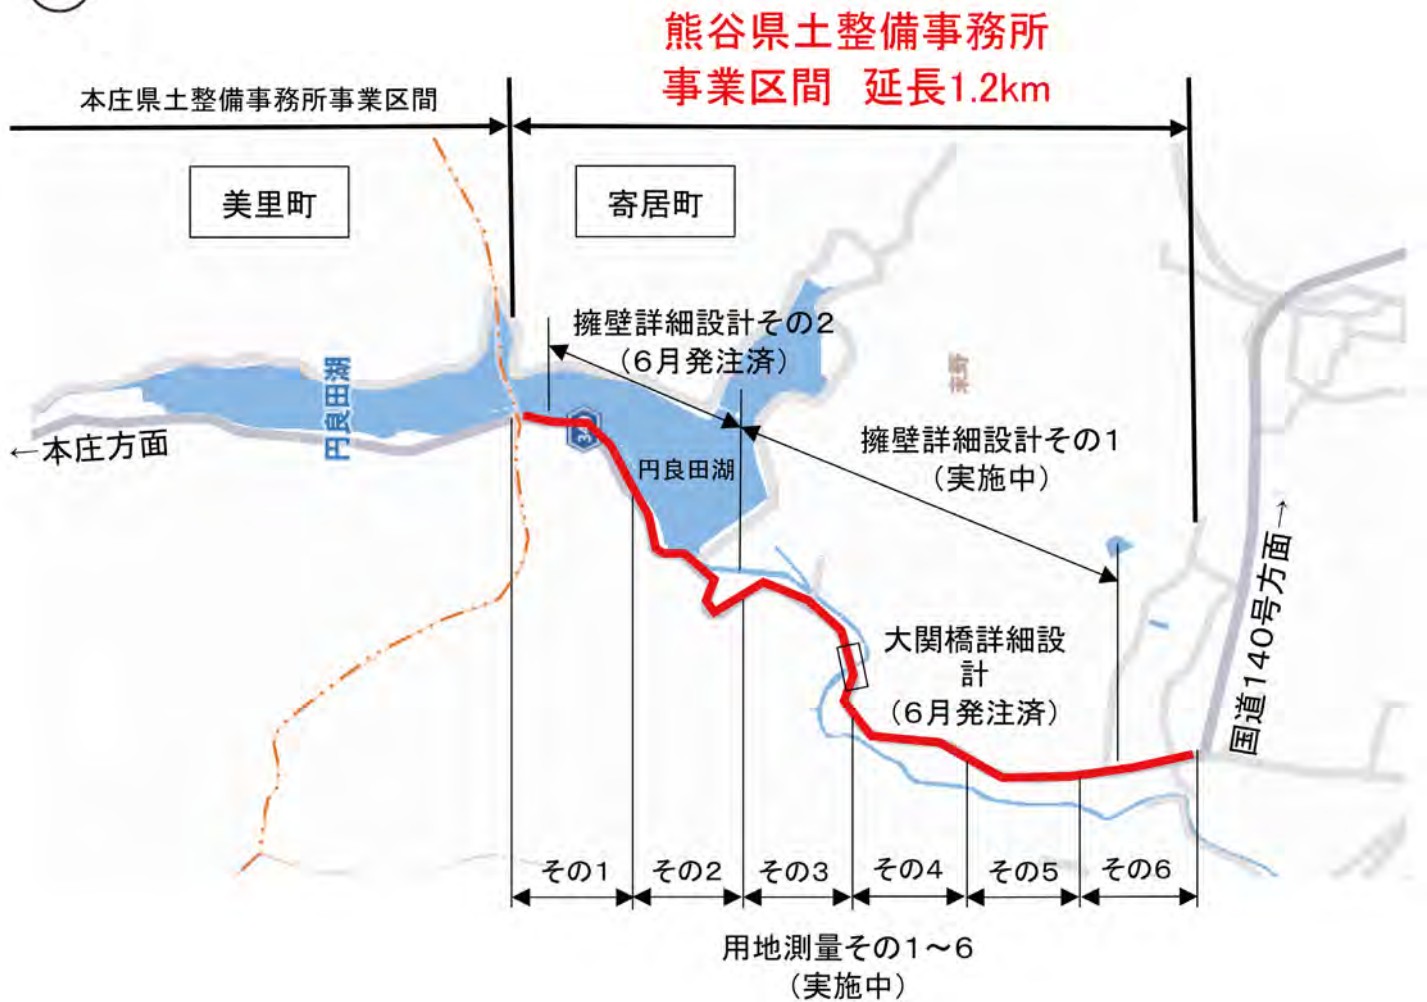 熊谷県土整備事務所
事業区間 延長1.2km
本庄県土整備事務所事業区間
美里町
寄居町
擁壁詳細設計その2
（6月発注済）
円良田湖
末野
擁壁詳細設計その1
（実施中）
←本庄方面
円良田湖
大関橋詳細設
計
（6月発注済）
国道140号方面→
その1
その2
その3
その4
その5
その6
用地測量その1～6
（実施中）